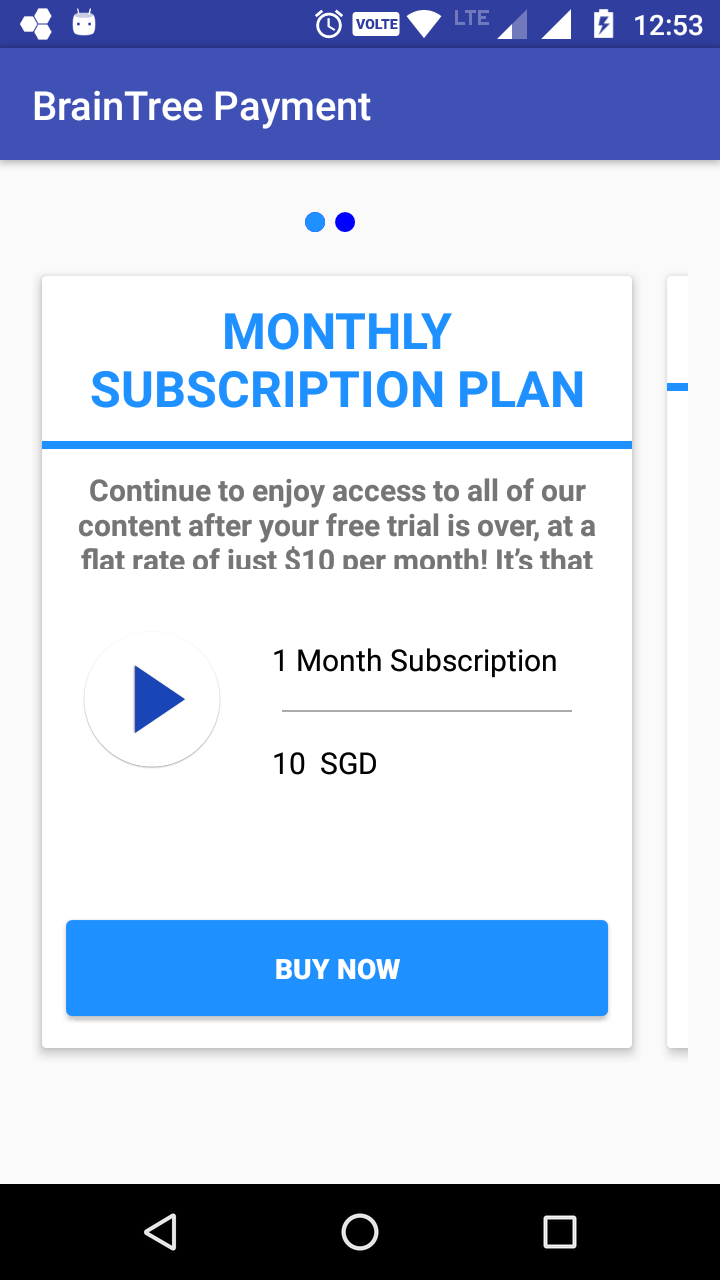 VOLTE LTE 12:53
BrainTree Payment
MONTHLY
SUBSCRIPTION PLAN
Continue to enjoy access to all of our
content after your free trial is over, at a
flat rate of just $10 per month! It’s that
1 Month Subscription
10 SGD
BUY NOW